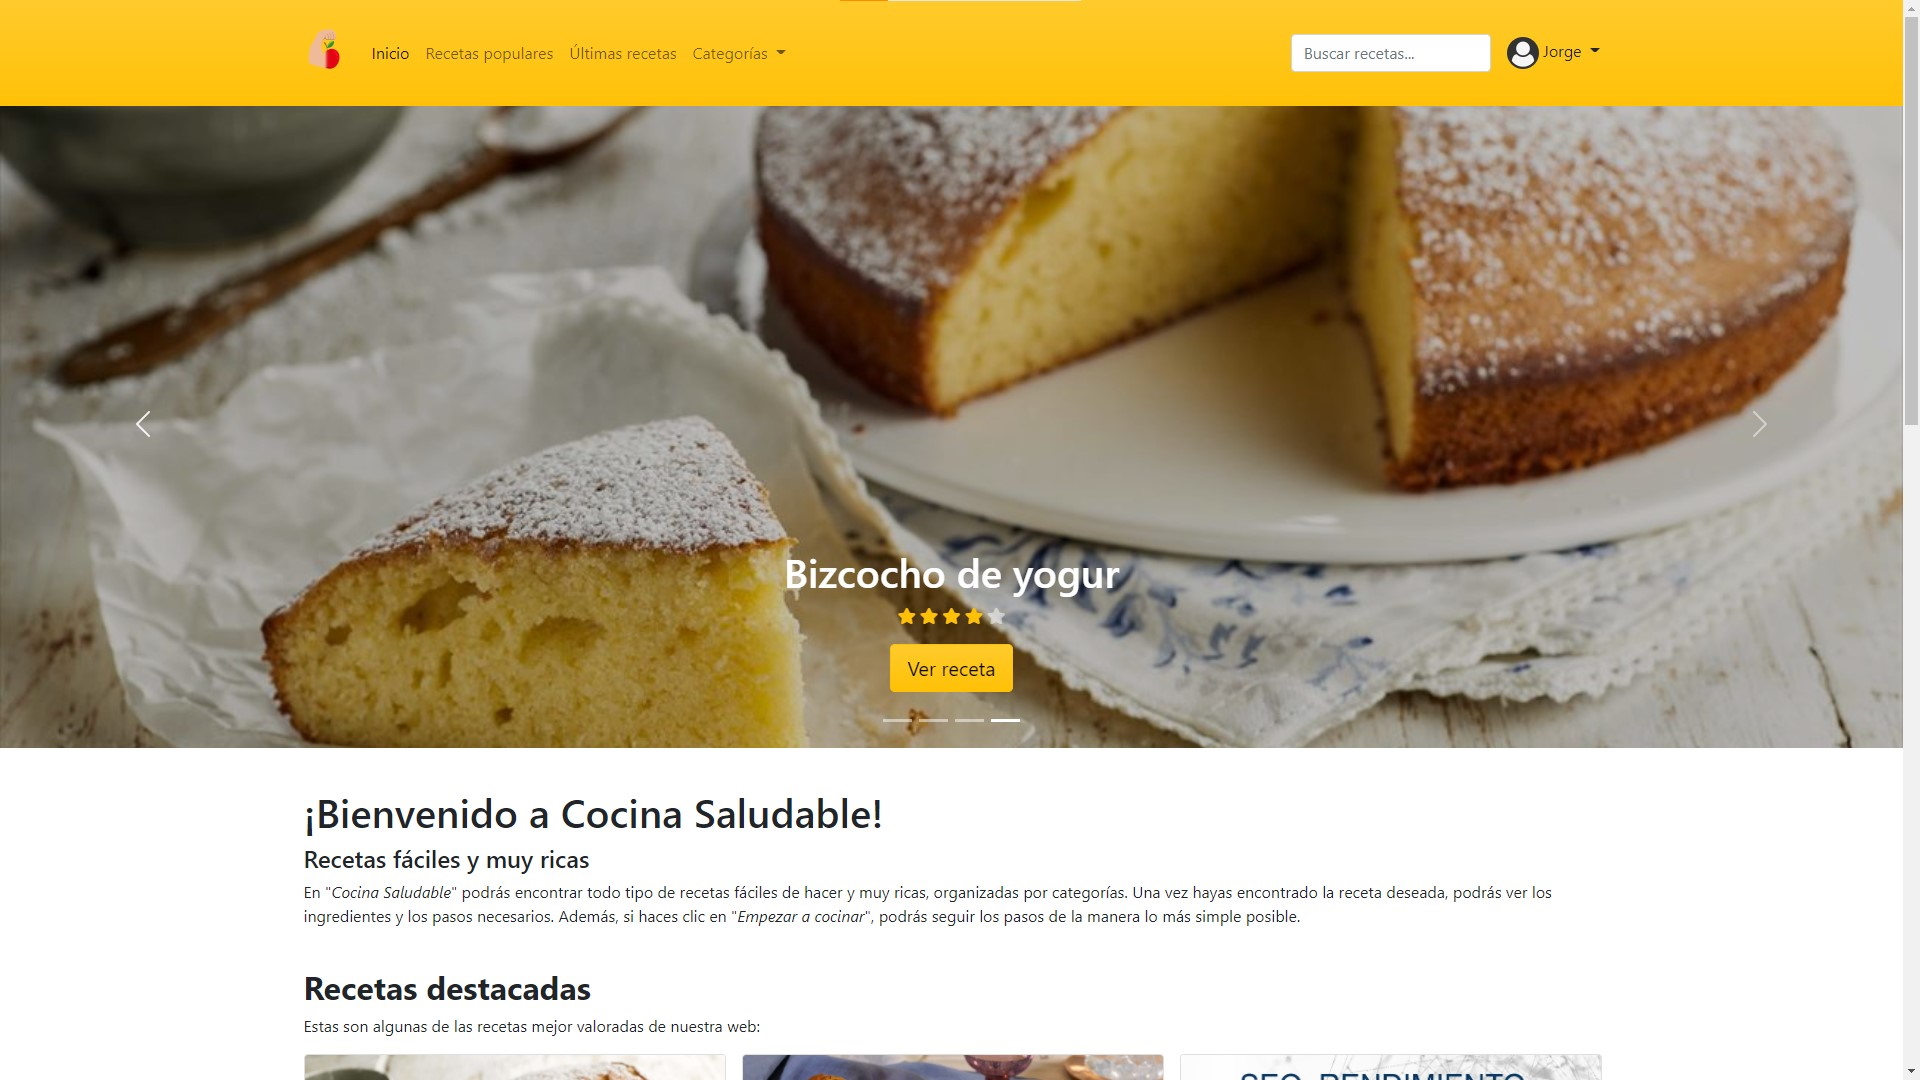 Inicio Recetas populares Últimas recetas Categorías
Buscar recetas...
Jorge
Bizcocho de yogur
Ver receta
¡Bienvenido a Cocina Saludable!
Recetas fáciles y muy ricas
En "Cocina Saludable" podrás encontrar todo tipo de recetas fáciles de hacer y muy ricas, organizadas por categorías. Una vez hayas encontrado la receta deseada, podrás ver los
ingredientes y los pasos necesarios. Además, si haces clic en "Empezar a cocinar", podrás seguir los pasos de la manera lo más simple posible.
Recetas destacadas
Estas son algunas de las recetas mejor valoradas de nuestra web:
SEO, RENDIMIENTO